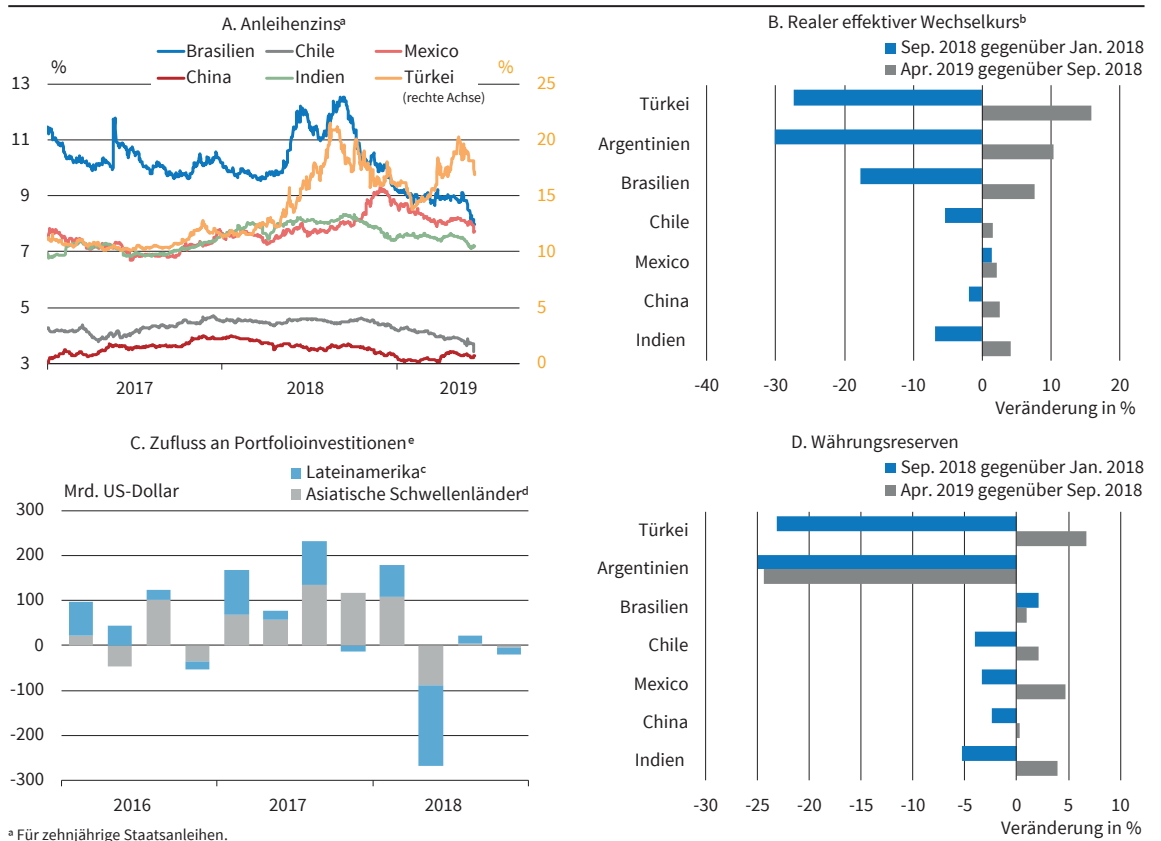 A. Anleihenzinsᵃ
Brasilien Chile Mexico
China Indien Türkei
(rechte Achse)
% %
13 25
11 20
9 15
7 10
5 5
3 0
2017 2018 2019
B. Realer effektiver Wechselkursᵇ
Sep. 2018 gegenüber Jan. 2018
Apr. 2019 gegenüber Sep. 2018
Türkei
Argentinien
Brasilien
Chile
Mexico
China
Indien
-40 -30 -20 -10 0 10 20
Veränderung in %
C. Zufluss an Portfolioinvestitionenᵉ
Lateinamerikaᶜ
Asiatische Schwellenländerᵈ
Mrd. US-Dollar
300
200
100
0
-100
-200
-300
2016 2017 2018
D. Währungsreserven
Sep. 2018 gegenüber Jan. 2018
Apr. 2019 gegenüber Sep. 2018
Türkei
Argentinien
Brasilien
Chile
Mexico
China
Indien
-30 -25 -20 -15 -10 -5 0 5 10
Veränderung in %
ᵃ Für zehnjährige Staatsanleihen.